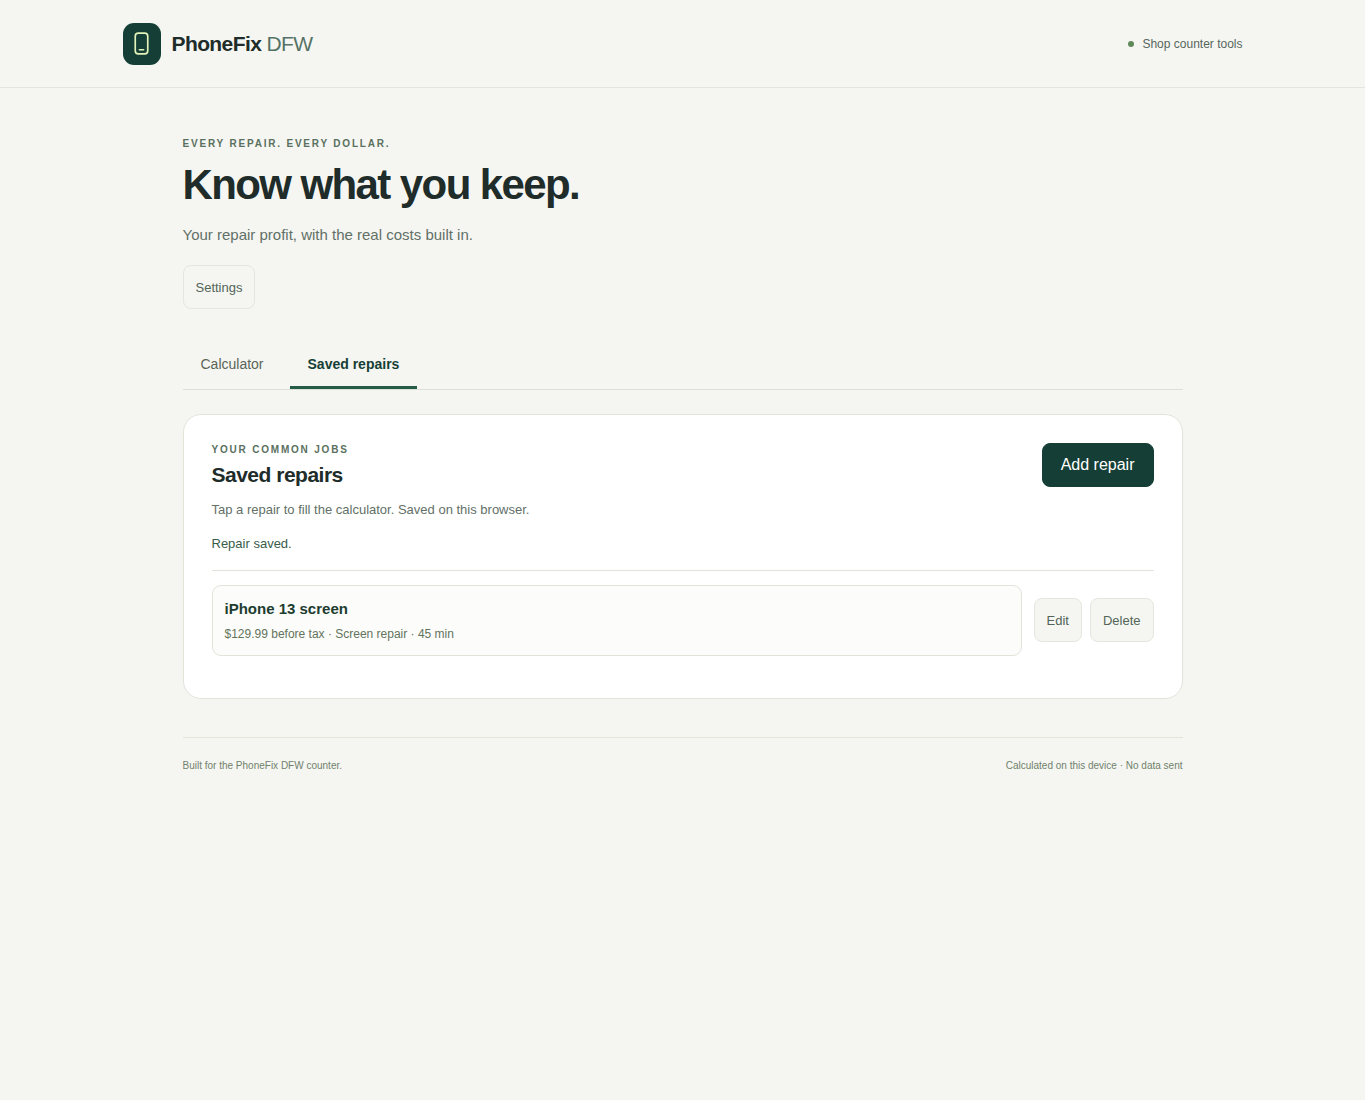 PhoneFix DFW
Shop counter tools
EVERY REPAIR. EVERY DOLLAR.
Know what you keep.
Your repair profit, with the real costs built in.
Settings
Calculator
Saved repairs
YOUR COMMON JOBS
Saved repairs
Add repair
Tap a repair to fill the calculator. Saved on this browser.
Repair saved.
iPhone 13 screen
$129.99 before tax · Screen repair · 45 min
Edit
Delete
Built for the PhoneFix DFW counter.
Calculated on this device · No data sent